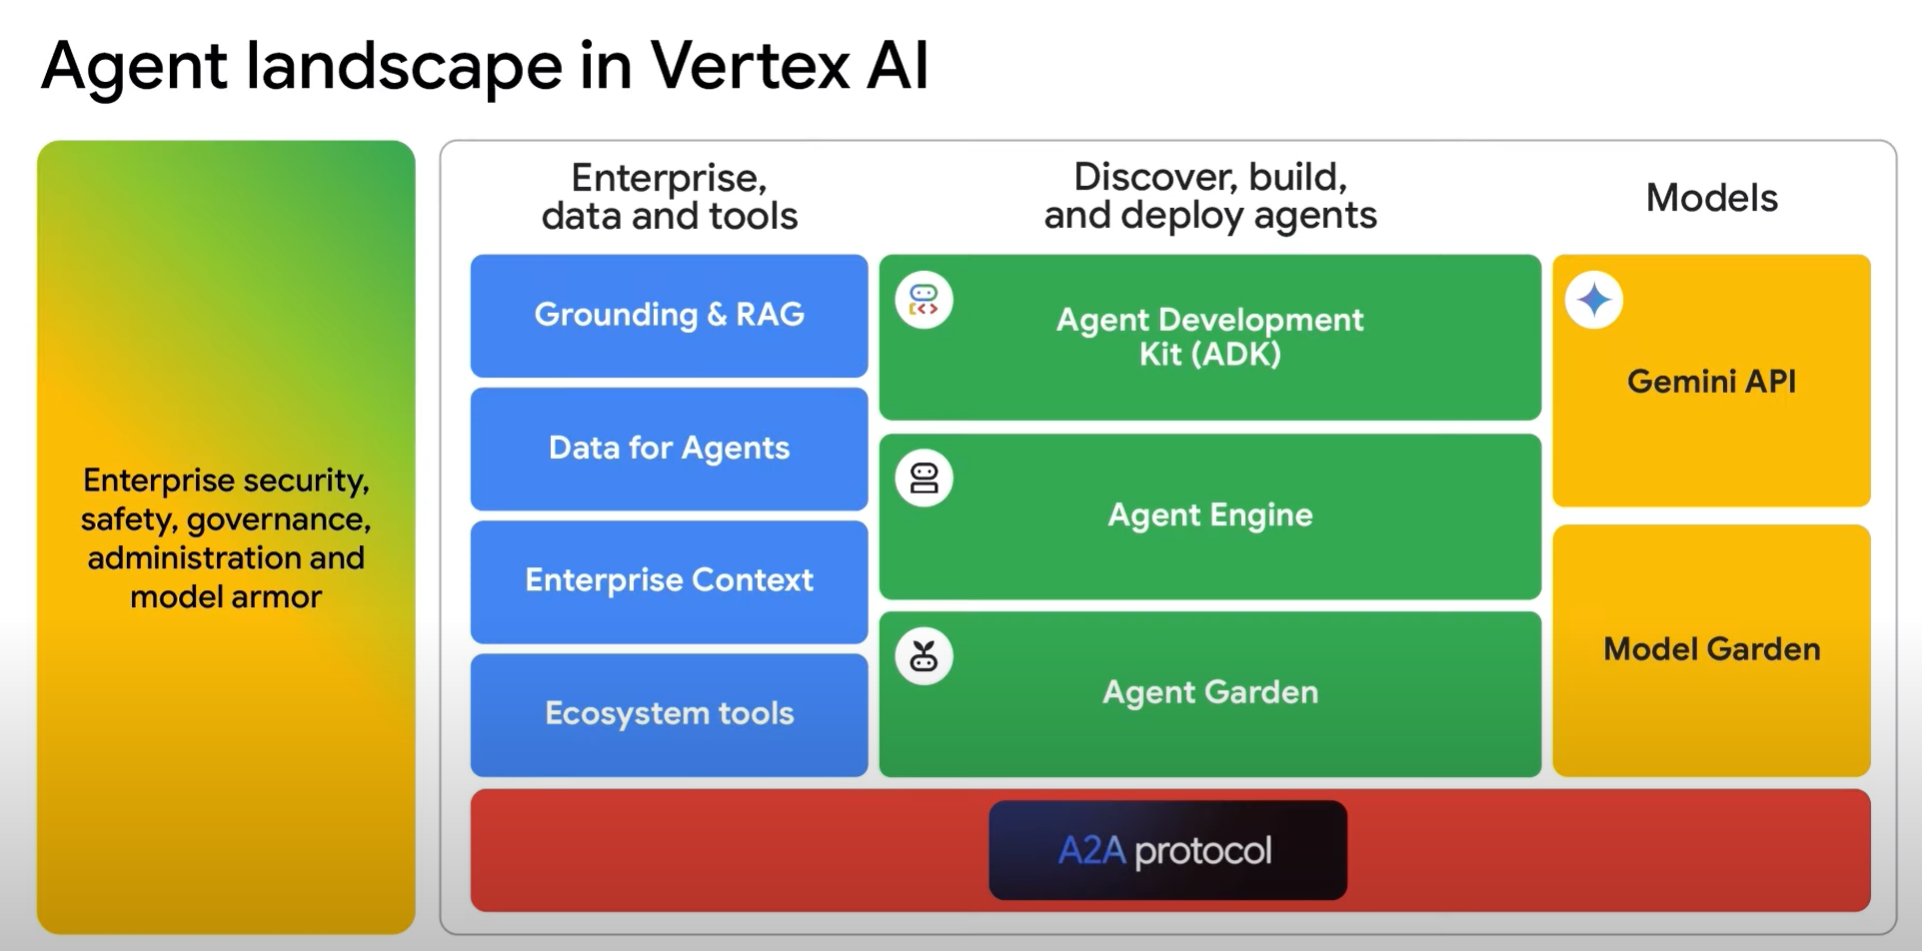 Agent landscape in Vertex AI
Enterprise security,
safety, governance,
administration and
model armor
Enterprise,
data and tools
Grounding & RAG
Data for Agents
Enterprise Context
Ecosystem tools
Discover, build,
and deploy agents
Agent Development
Kit (ADK)
Agent Engine
Agent Garden
Models
Gemini API
Model Garden
A2A protocol